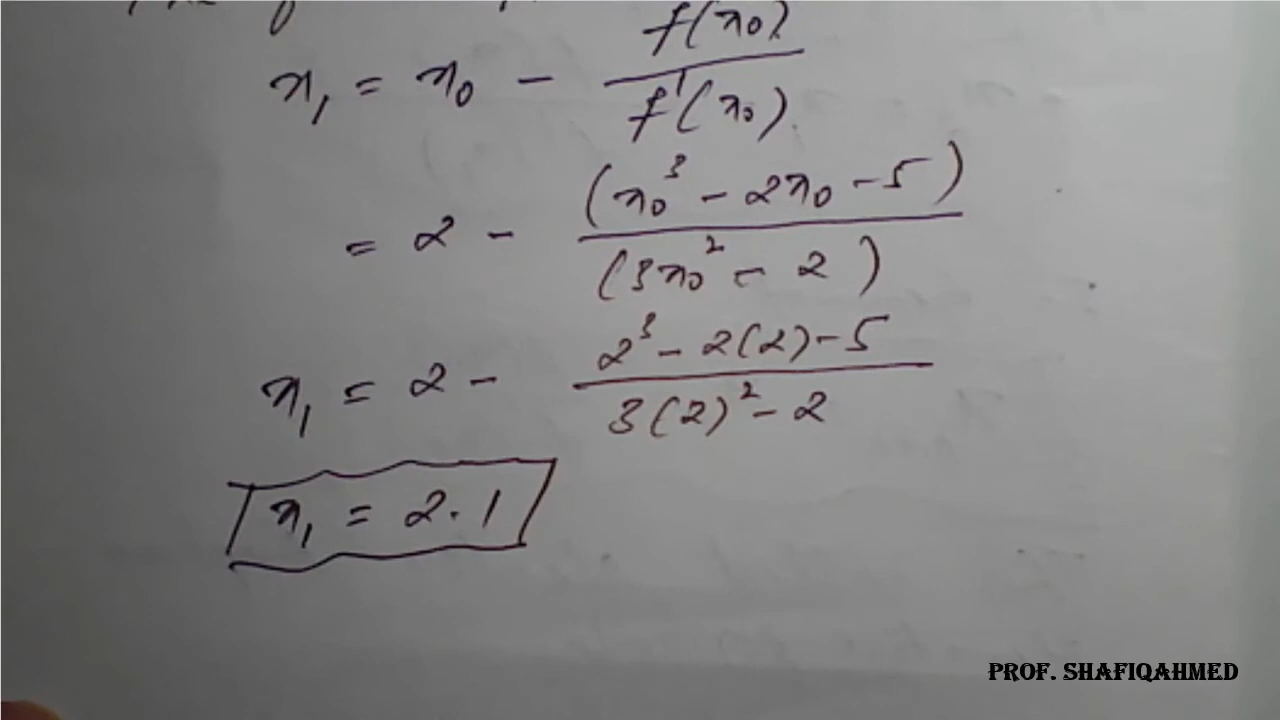 x₁ = x₀ - f(x₀) / f'(x₀)
= 2 - (x₀³ - 2x₀ - 5) / (3x₀² - 2)
x₁ = 2 - 2³ - 2(2) - 5 / 3(2)² - 2
x₁ = 2.1
PROF. SHAFIQAHMED